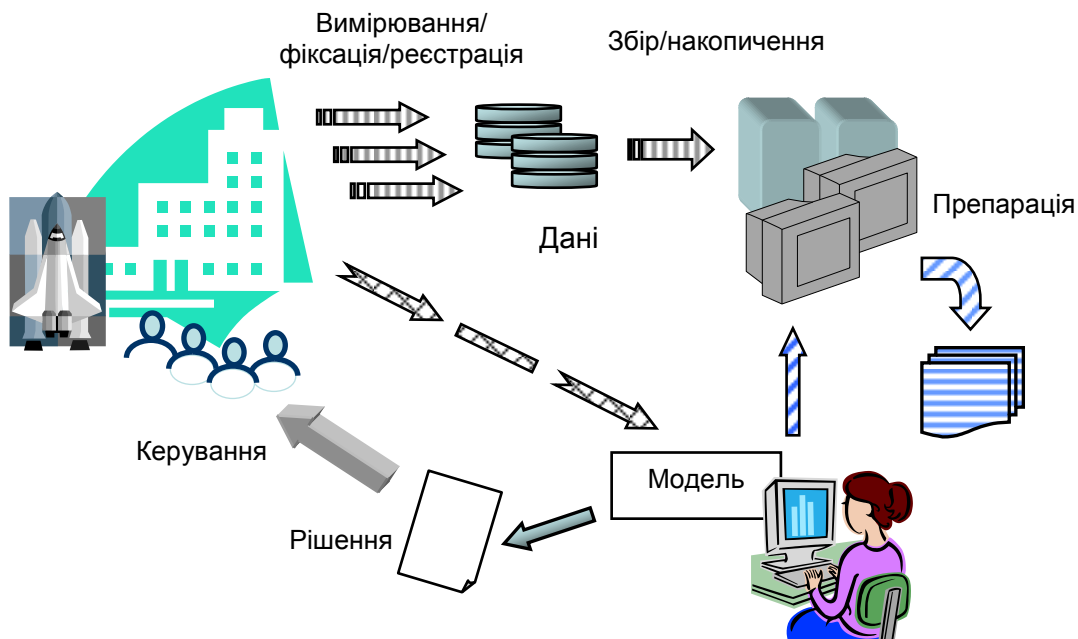 Вимірювання/
фіксація/реєстрація
Збір/накопичення
Дані
Препарація
Керування
Модель
Рішення